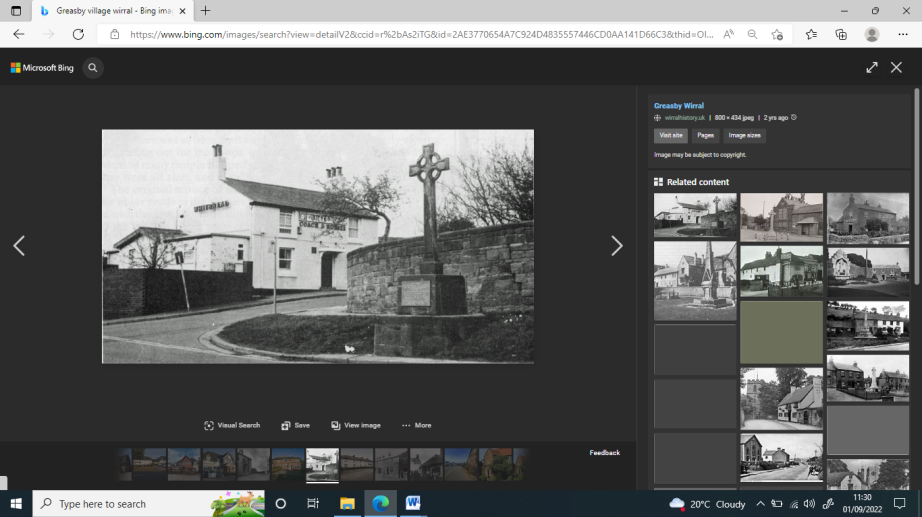 Greasby village wirral - Bing ima
https://www.bing.com/images/search?view=detailV2&ccid=r%2bAs2iTG&id=2AE3770654A7C924D4835557446CD0AA141D66C3&thid=OI...
Microsoft Bing
Greasby Wirral
wirralhistory.uk | 800 × 434 jpeg | 2 yrs ago
Visit site Pages Image sizes
Image may be subject to copyright.
Related content
WHITBREAD
COACH & HORSES
Visual Search Save View image ... More
Feedback
Type here to search
W
20°C Cloudy
11:30
01/09/2022